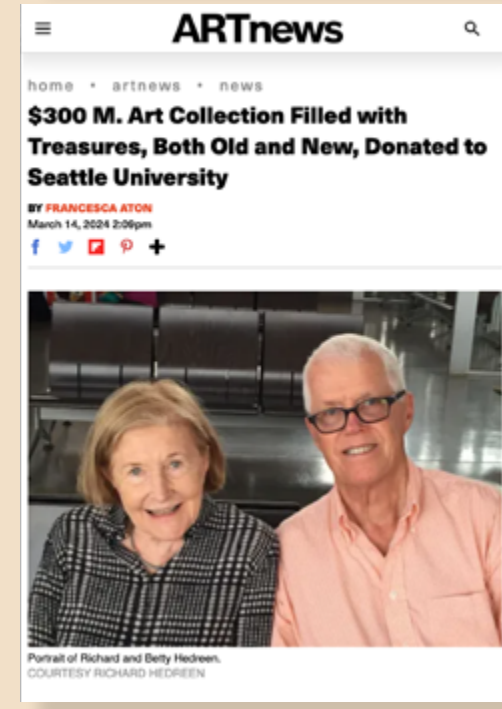 ARTnews
home • artnews • news
$300 M. Art Collection Filled with
Treasures, Both Old and New, Donated to
Seattle University
BY FRANCESCA ATON
March 14, 2024 2:09pm
Portrait of Richard and Betty Hedreen.
COURTESY RICHARD HEDREEN